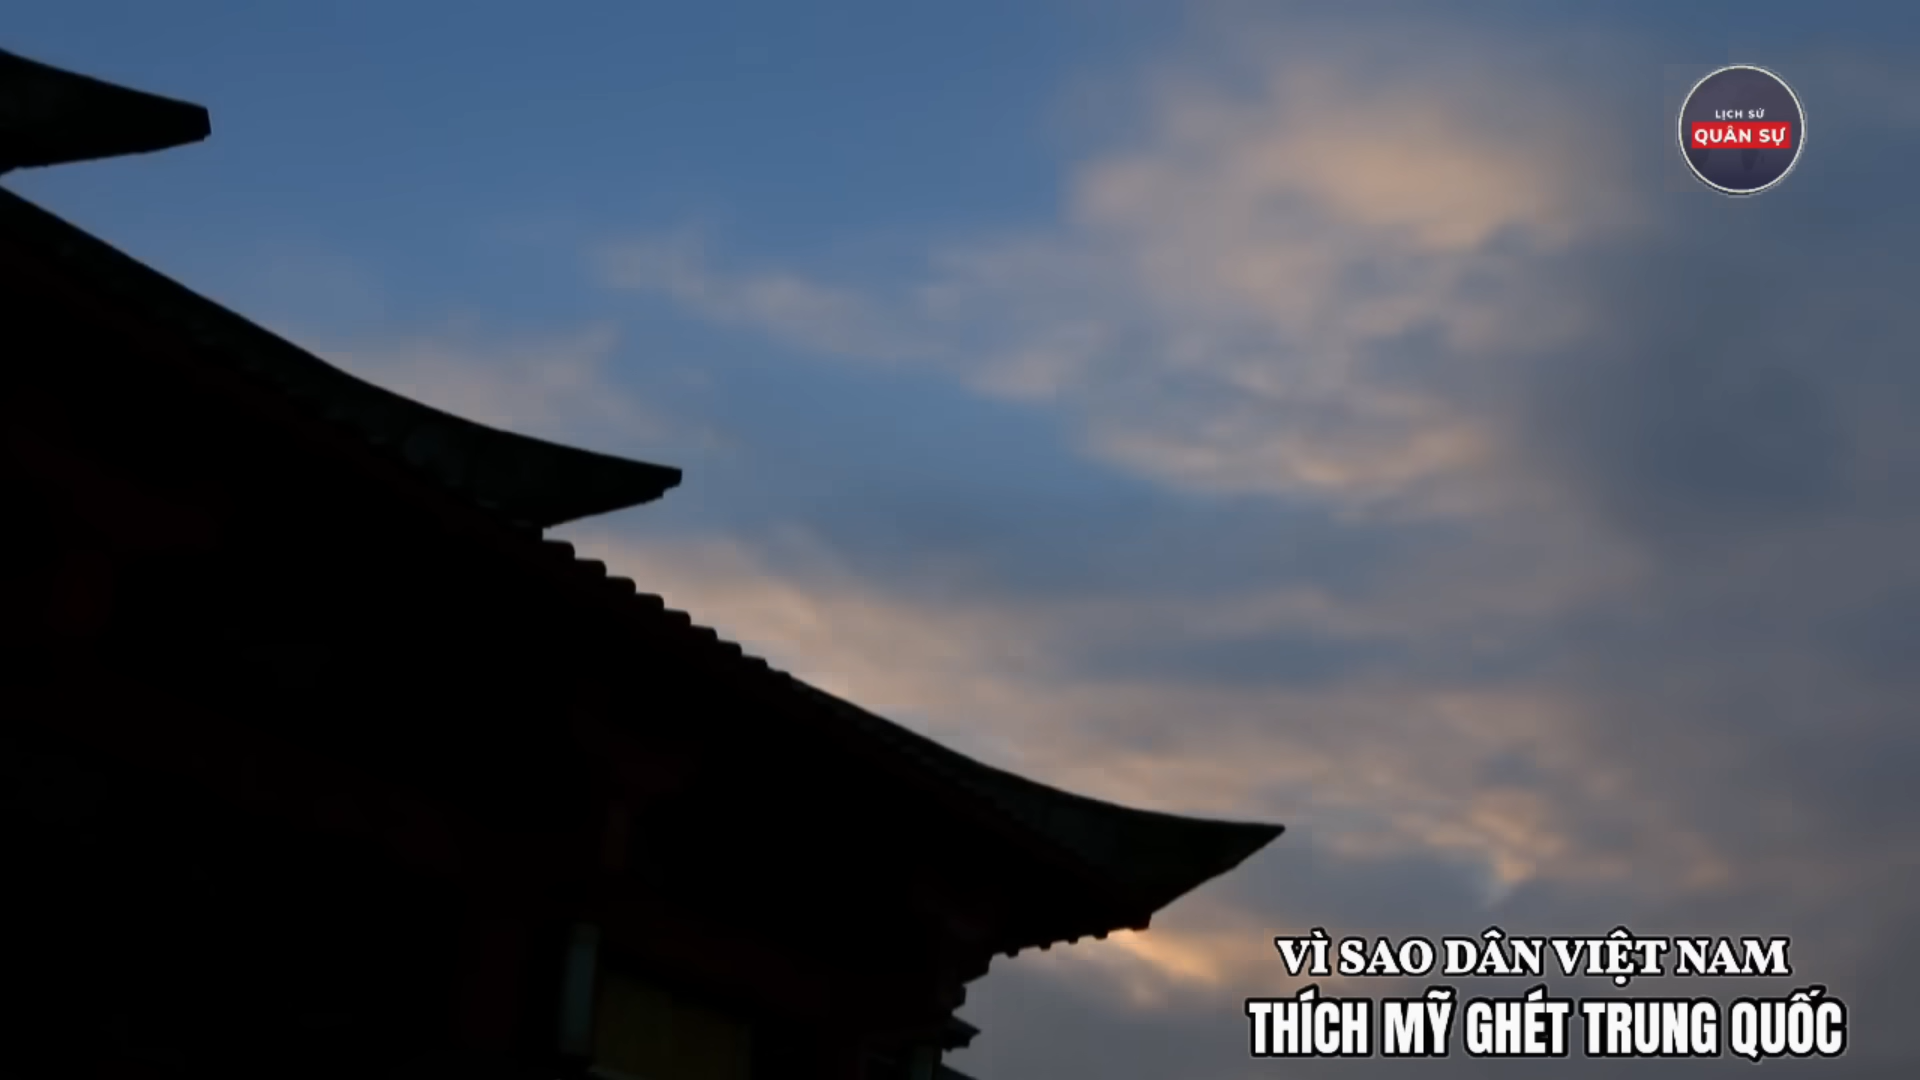 LỊCH SỬ
QUÂN SỰ
VÌ SAO DÂN VIỆT NAM
THÍCH MỸ GHÉT TRUNG QUỐC